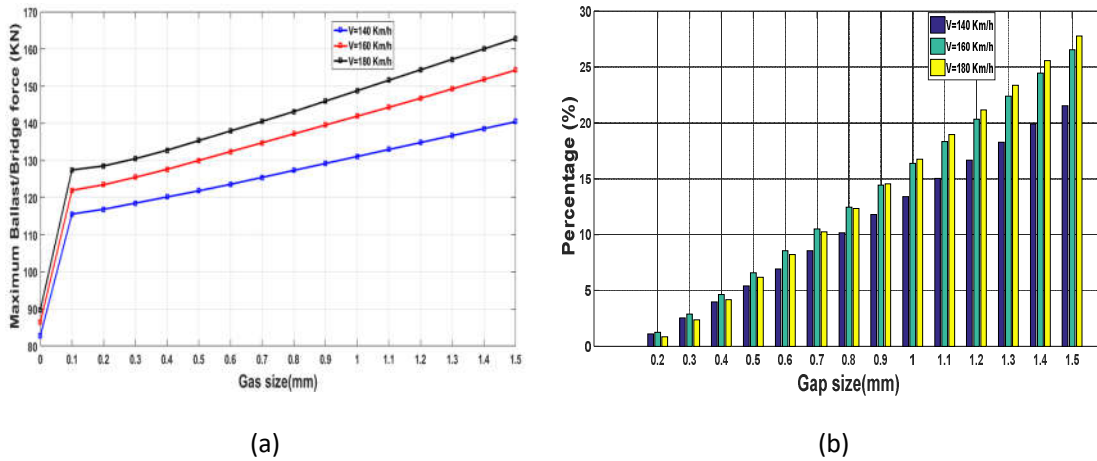 Maximum Ballast/Bridge force (KN)
170
160
150
140
130
120
110
100
90
80
V=140 Km/h
V=160 Km/h
V=180 Km/h
0 0.1 0.2 0.3 0.4 0.5 0.6 0.7 0.8 0.9 1 1.1 1.2 1.3 1.4 1.5
Gas size(mm)
(a)
Percentage (%)
30
25
20
15
10
5
0
V=140 Km/h
V=160 Km/h
V=180 Km/h
0.2 0.3 0.4 0.5 0.6 0.7 0.8 0.9 1 1.1 1.2 1.3 1.4 1.5
Gap size(mm)
(b)